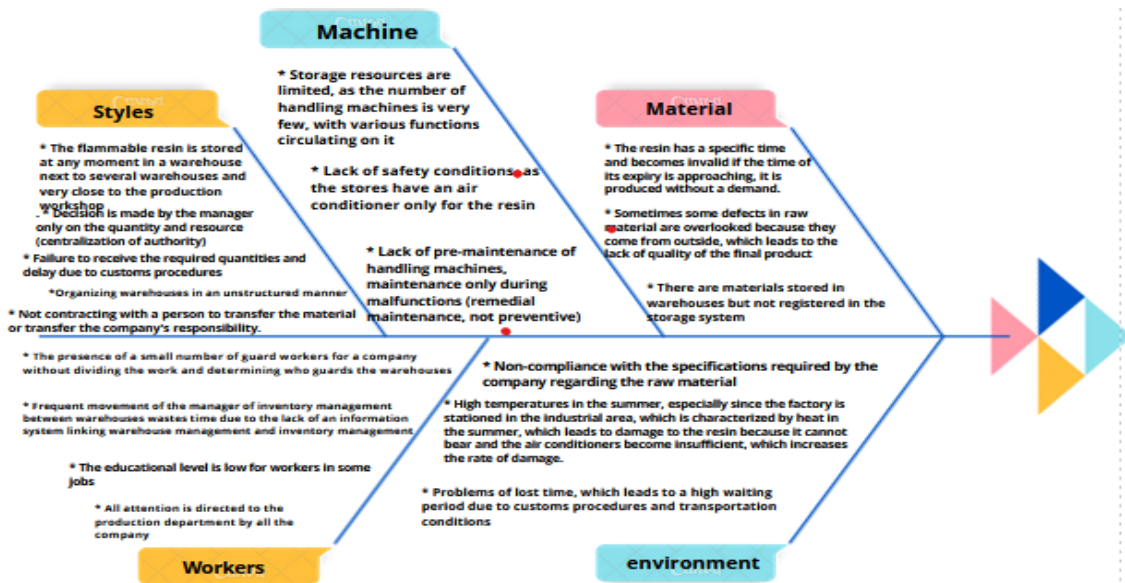 Machine
* Storage resources are
limited, as the number of
handling machines is very
few, with various functions
circulating on it
* Lack of safety conditions, as
the stores have an air
conditioner only for the resin
* Lack of pre-maintenance of
handling machines,
maintenance only during
malfunctions (remedial
maintenance, not preventive)
Styles
* The flammable resin is stored
at any moment in a warehouse
next to several warehouses and
very close to the production
workshop
. * Decision is made by the manager
only on the quantity and resource
(centralization of authority)
* Failure to receive the required quantities and
delay due to customs procedures
*Organizing warehouses in an unstructured manner
* Not contracting with a person to transfer the material
or transfer the company's responsibility.
Material
* The resin has a specific time
and becomes invalid if the time of
its expiry is approaching, it is
produced without a demand.
* Sometimes some defects in raw
material are overlooked because they
come from outside, which leads to the
lack of quality of the final product
* There are materials stored in
warehouses but not registered in the
storage system
* The presence of a small number of guard workers for a company
without dividing the work and determining who guards the warehouses
* Frequent movement of the manager of inventory management
between warehouses wastes time due to the lack of an information
system linking warehouse management and inventory management
* The educational level is low for workers in some
jobs
* All attention is directed to the
production department by all the
company
Workers
* Non-compliance with the specifications required by the
company regarding the raw material
* High temperatures in the summer, especially since the factory is
stationed in the industrial area, which is characterized by heat in
the summer, which leads to damage to the resin because it cannot
bear and the air conditioners become insufficient, which increases
the rate of damage.
* Problems of lost time, which leads to a high waiting
period due to customs procedures and transportation
conditions
environment